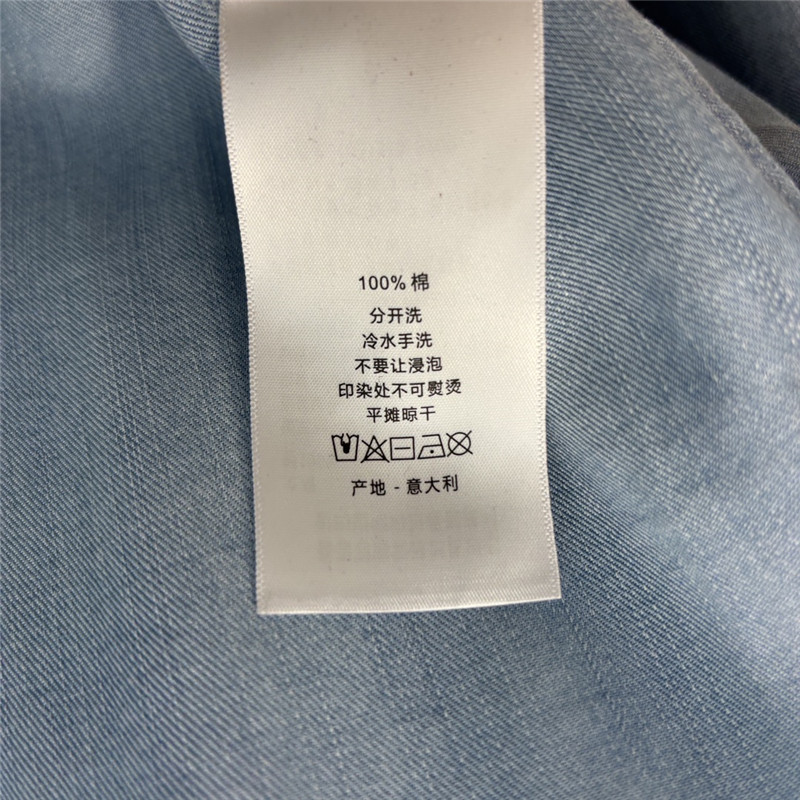 100% 棉
分开洗
冷水手洗
不要让浸泡
印染处不可熨烫
平摊晾干
产地 - 意大利